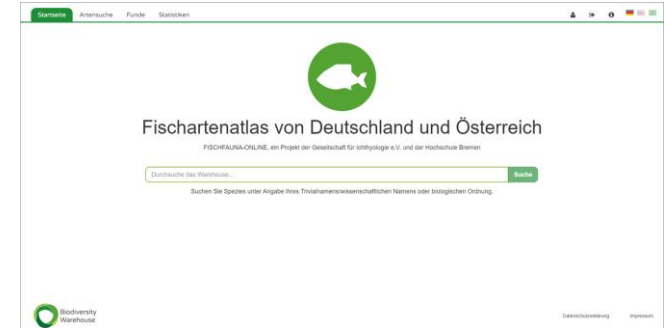 Startseite Artensuche Funde Statistiken
Fischartenatlas von Deutschland und Österreich
FISCHFAUNA-ONLINE, ein Projekt der Gesellschaft für Ichthyologie e.V. und der Hochschule Bremen
Durchsuche das Warehouse... Suche
Suchen Sie Spezies unter Angabe ihres Trivialnamens/wissenschaftlichen Namens oder biologischen Ordnung.
Biodiversity
Warehouse
Datenschutzerklärung Impressum